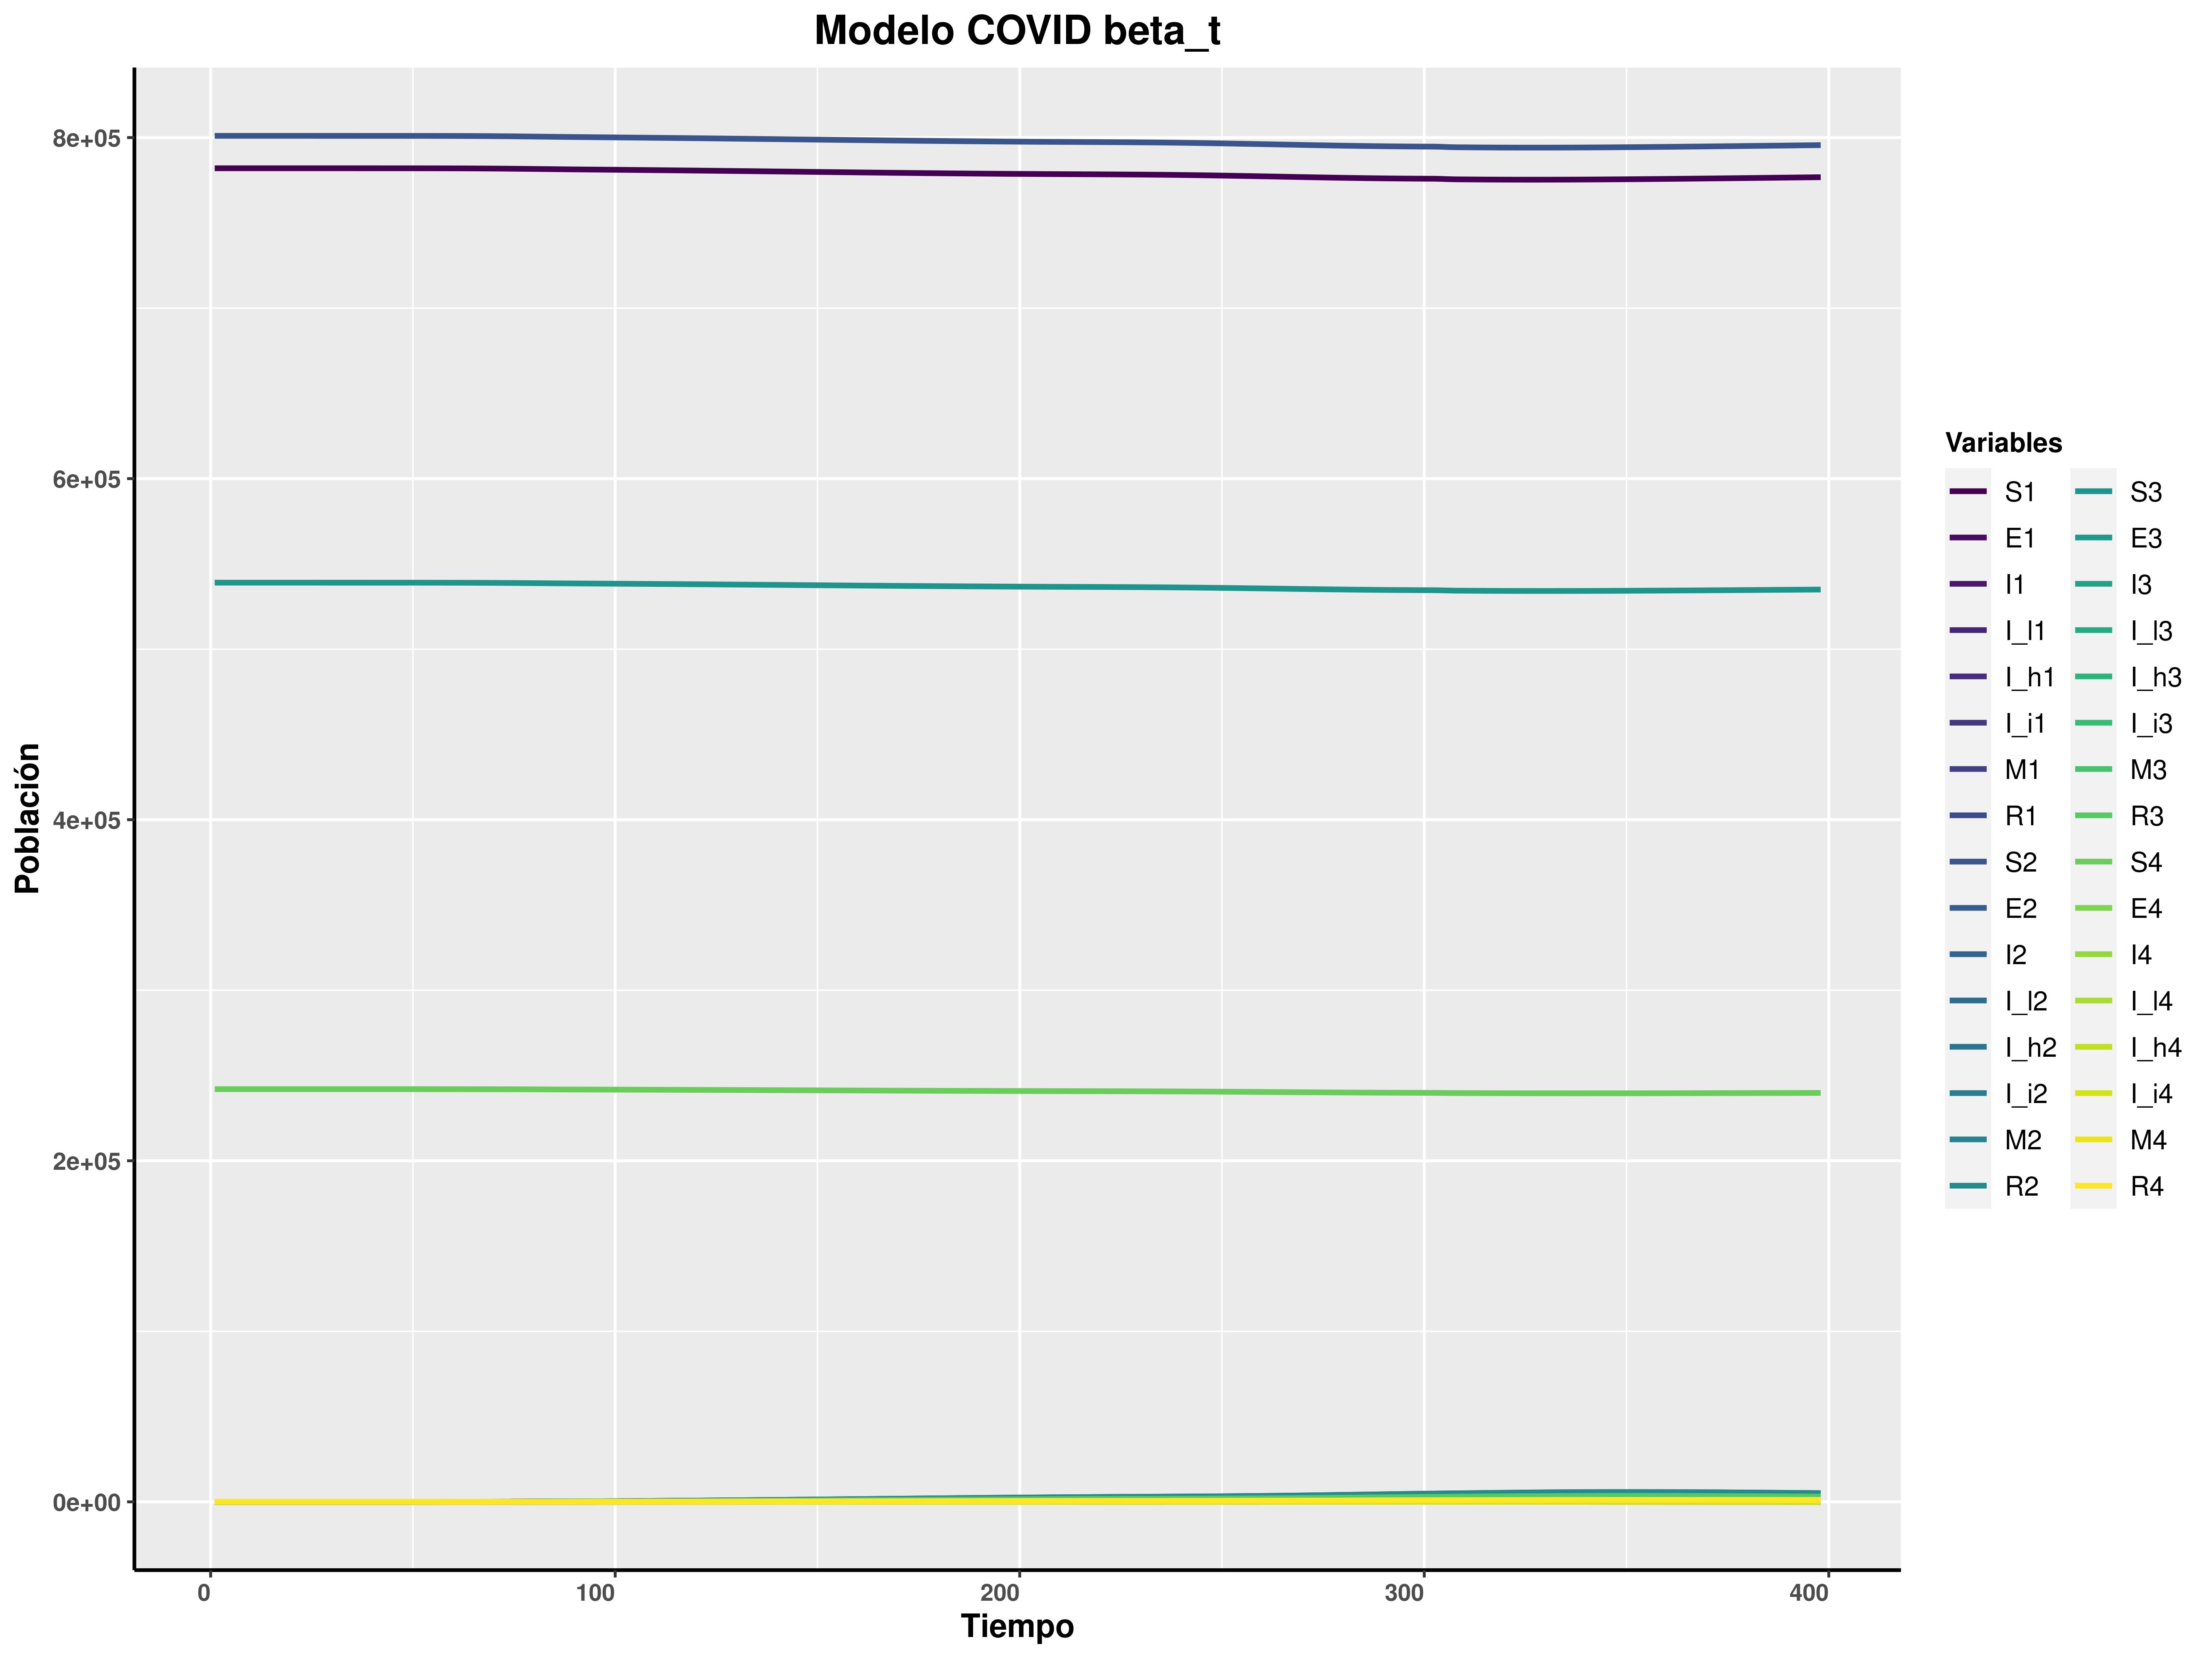 Modelo COVID beta_t
8e+05
6e+05
4e+05
2e+05
0e+00
Población
0
100
200
300
400
Tiempo
Variables
S1
E1
I1
I_l1
I_h1
I_i1
M1
R1
S2
E2
I2
I_l2
I_h2
I_i2
M2
R2
S3
E3
I3
I_l3
I_h3
I_i3
M3
R3
S4
E4
I4
I_l4
I_h4
I_i4
M4
R4